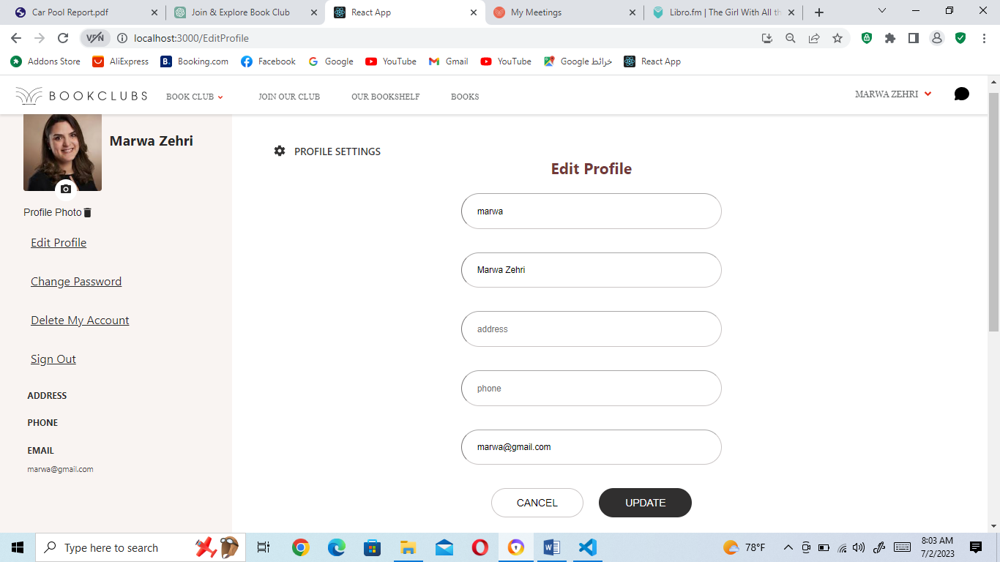 Car Pool Report.pdf
Join & Explore Book Club
React App
My Meetings
Libro.fm | The Girl With All th
VPN
localhost:3000/EditProfile
Addons Store
AliExpress
B.
Booking.com
Facebook
Google
YouTube
Gmail
YouTube
خرائط Google
React App
BOOKCLUBS
BOOK CLUB
JOIN OUR CLUB
OUR BOOKSHELF
BOOKS
MARWA ZEHRI
Marwa Zehri
Profile Photo
Edit Profile
Change Password
Delete My Account
Sign Out
ADDRESS
PHONE
EMAIL
marwa@gmail.com
PROFILE SETTINGS
Edit Profile
marwa
Marwa Zehri
address
phone
marwa@gmail.com
CANCEL
UPDATE
Type here to search
78°F
8:03 AM
7/2/2023